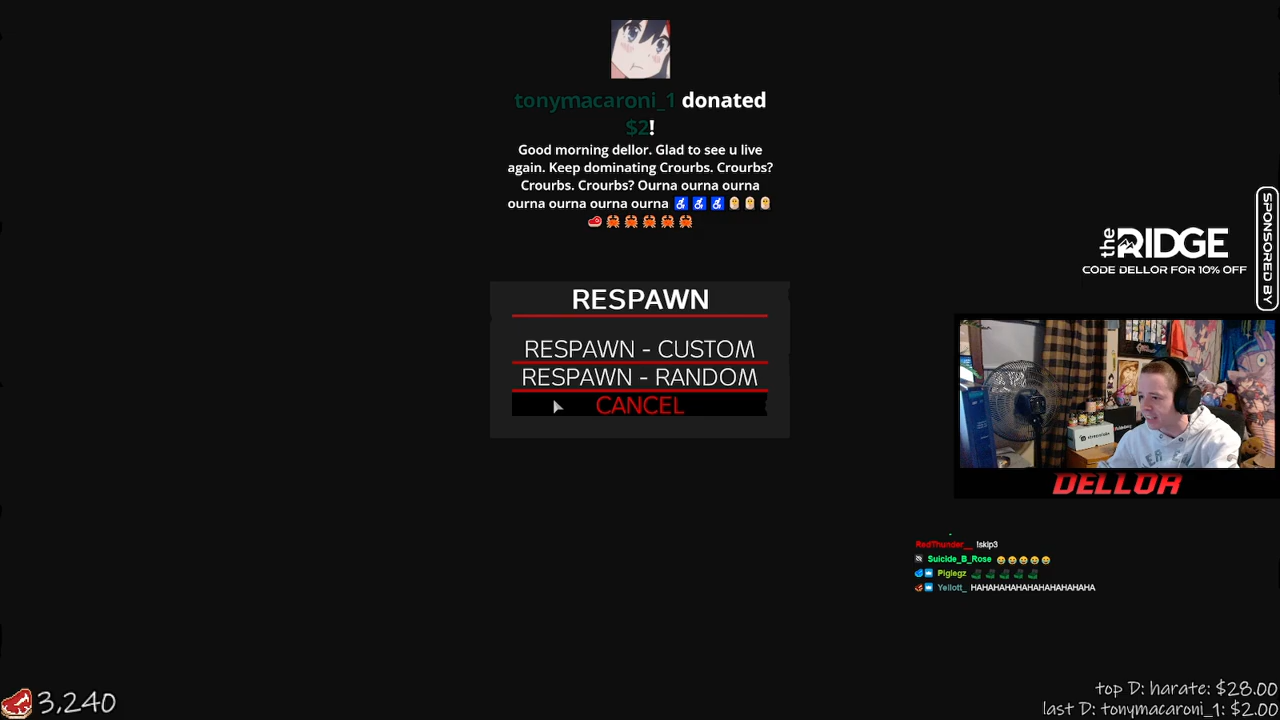 tonymacaroni_1 donated
$2!
Good morning dellor. Glad to see u live
again. Keep dominating Crourbs. Crourbs?
Crourbs. Crourbs? Ourna ourna ourna
ourna ourna ourna ourna
RESPAWN
RESPAWN - CUSTOM
RESPAWN - RANDOM
CANCEL
SPONSORED BY
the RIDGE
CODE DELLOR FOR 10% OFF
DELLOR
RedThunder__ !skip3
Suicide_B_Rose
Piglegz
Yellott_ HAHAHAHAHAHAHAHAHAHAHA
3,240
top D: harate: $28.00
last D: tonymacaroni_1: $2.00